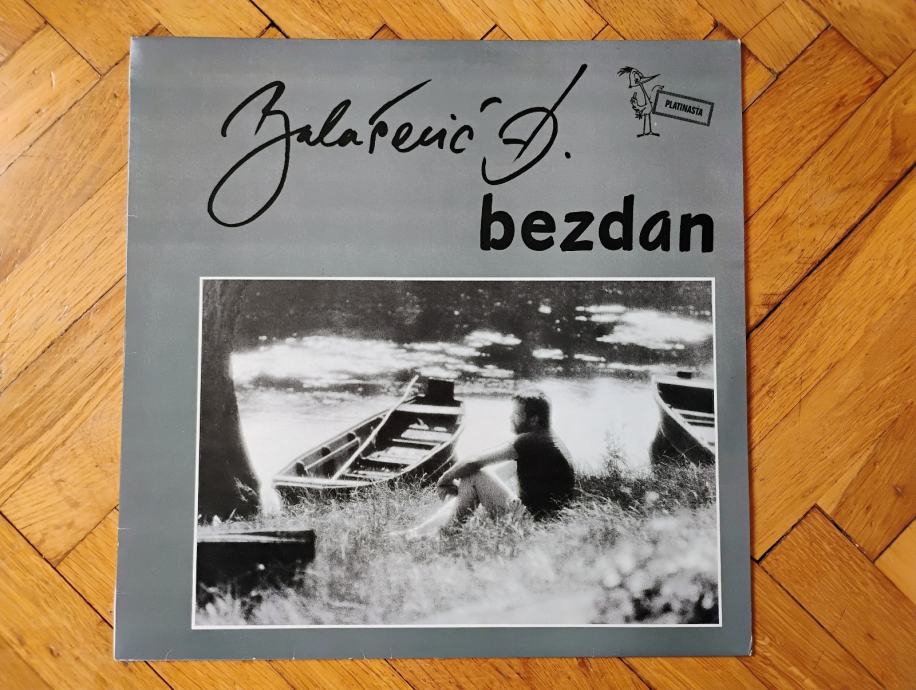 Balašević Đ.
PLATINASTA
bezdan